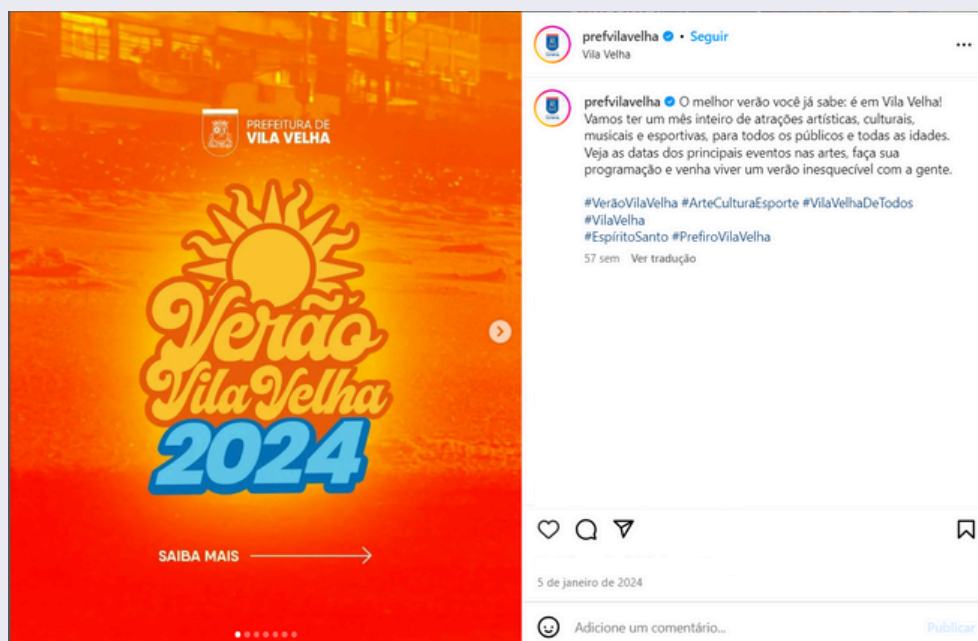 PREFEITURA DE
VILA VELHA
Verão
Vila Velha
2024
SAIBA MAIS
prefvilavelha • Seguir
Vila Velha
prefvilavelha O melhor verão você já sabe: é em Vila Velha!
Vamos ter um mês inteiro de atrações artísticas, culturais,
musicais e esportivas, para todos os públicos e todas as idades.
Veja as datas dos principais eventos nas artes, faça sua
programação e venha viver um verão inesquecível com a gente.
#VerãoVilaVelha #ArteCulturaEsporte #VilaVelhaDeTodos
#VilaVelha
#EspíritoSanto #PrefiroVilaVelha
57 sem Ver tradução
5 de janeiro de 2024
Adicione um comentário... Publicar